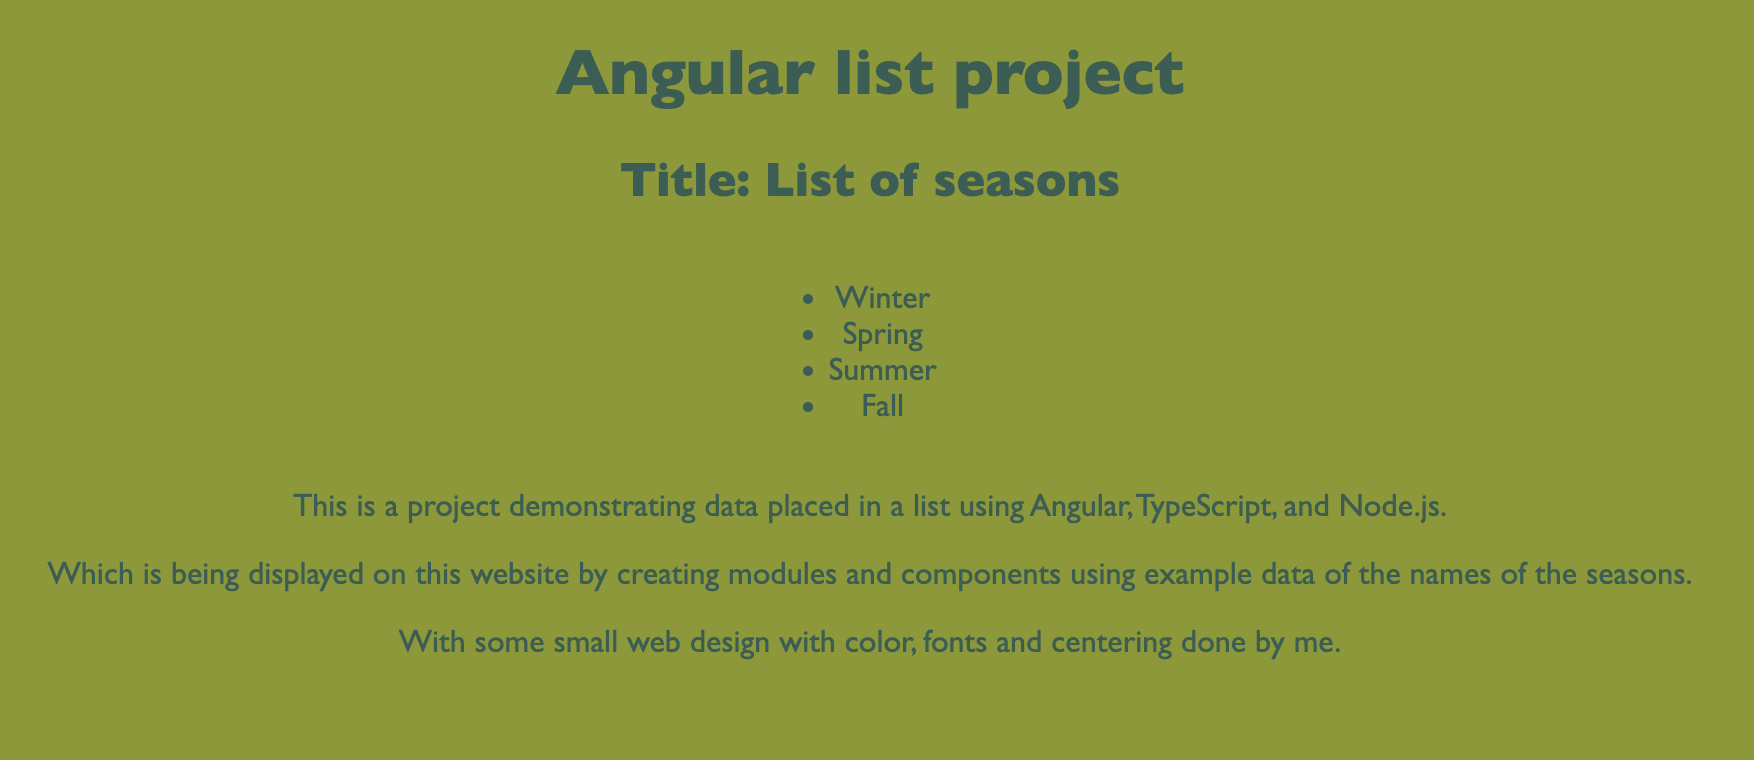 Angular list project
Title: List of seasons
• Winter
• Spring
• Summer
• Fall
This is a project demonstrating data placed in a list using Angular, TypeScript, and Node.js.
Which is being displayed on this website by creating modules and components using example data of the names of the seasons.
With some small web design with color, fonts and centering done by me.